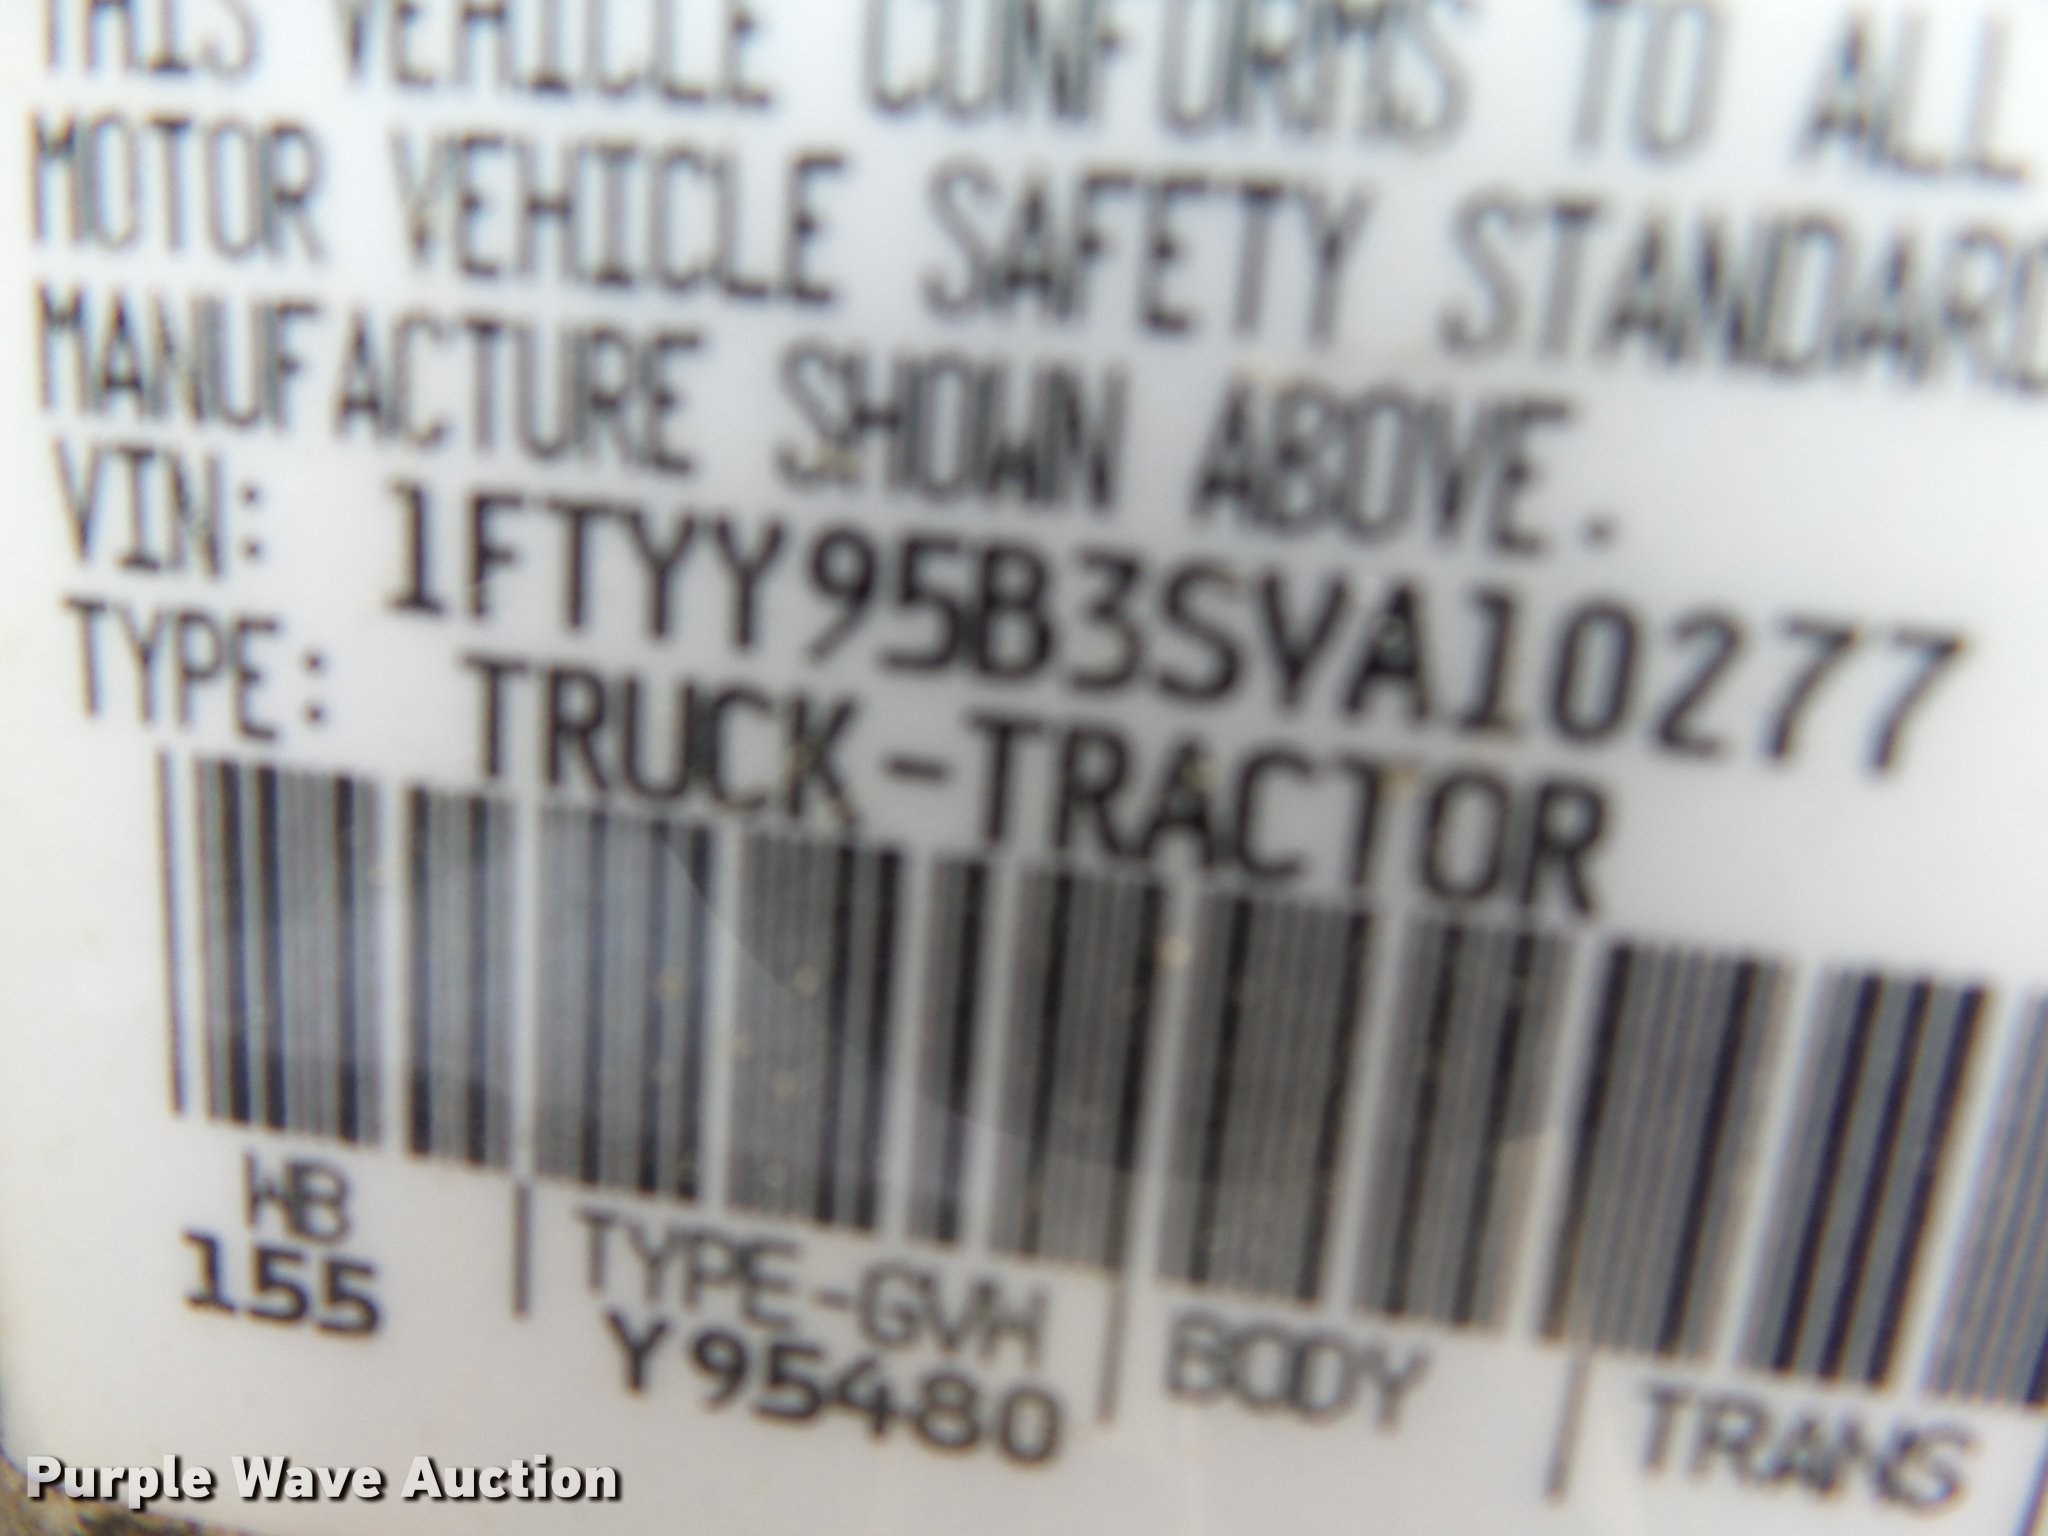 THIS VEHICLE CONFORMS TO ALL
MOTOR VEHICLE SAFETY STANDARD
MANUFACTURE SHOWN ABOVE.
VIN: 1FTYY95B3SVA10277
TYPE: TRUCK-TRACTOR
WB TYPE-GVH BODY TRANS
155 Y95480
Purple Wave Auction